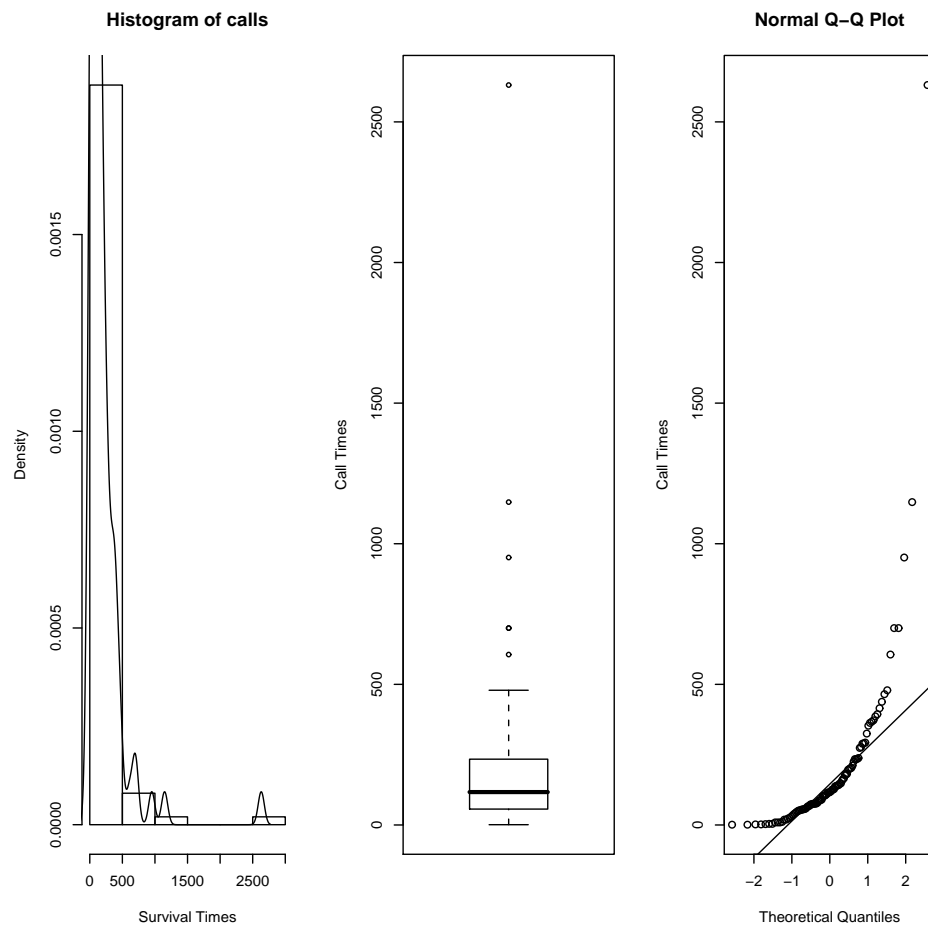 Histogram of calls
Density
0.0000
0.0005
0.0010
0.0015
0 500 1500 2500
Survival Times
Call Times
0
500
1000
1500
2000
2500
Normal Q−Q Plot
Call Times
0
500
1000
1500
2000
2500
−2 −1 0 1 2
Theoretical Quantiles